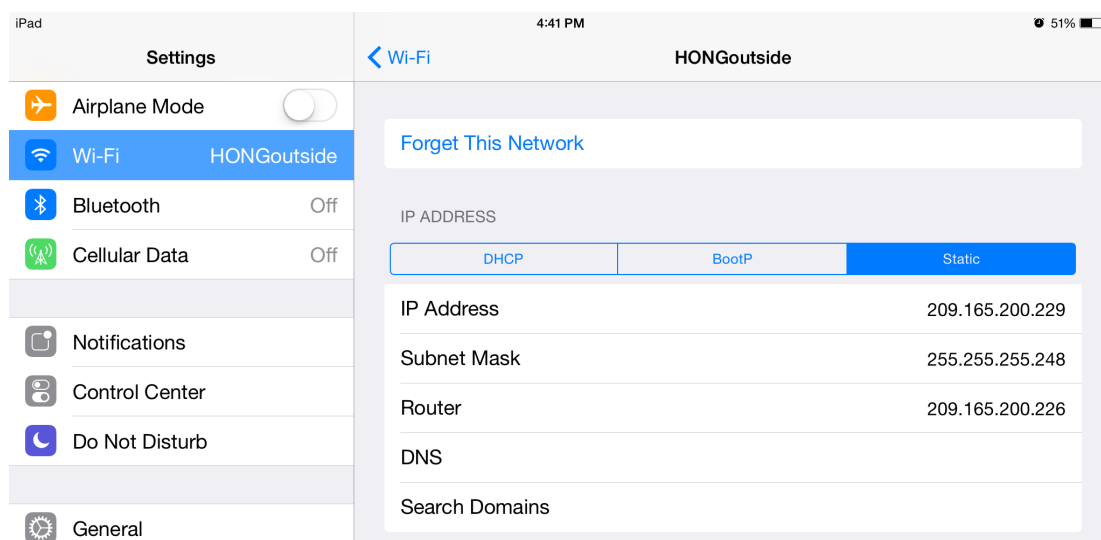 iPad 4:41 PM 51%
Settings
Airplane Mode
Wi-Fi HONGoutside
Bluetooth Off
Cellular Data Off
Notifications
Control Center
Do Not Disturb
General
Wi-Fi HONGoutside
Forget This Network
IP ADDRESS
DHCP BootP Static
IP Address 209.165.200.229
Subnet Mask 255.255.255.248
Router 209.165.200.226
DNS
Search Domains